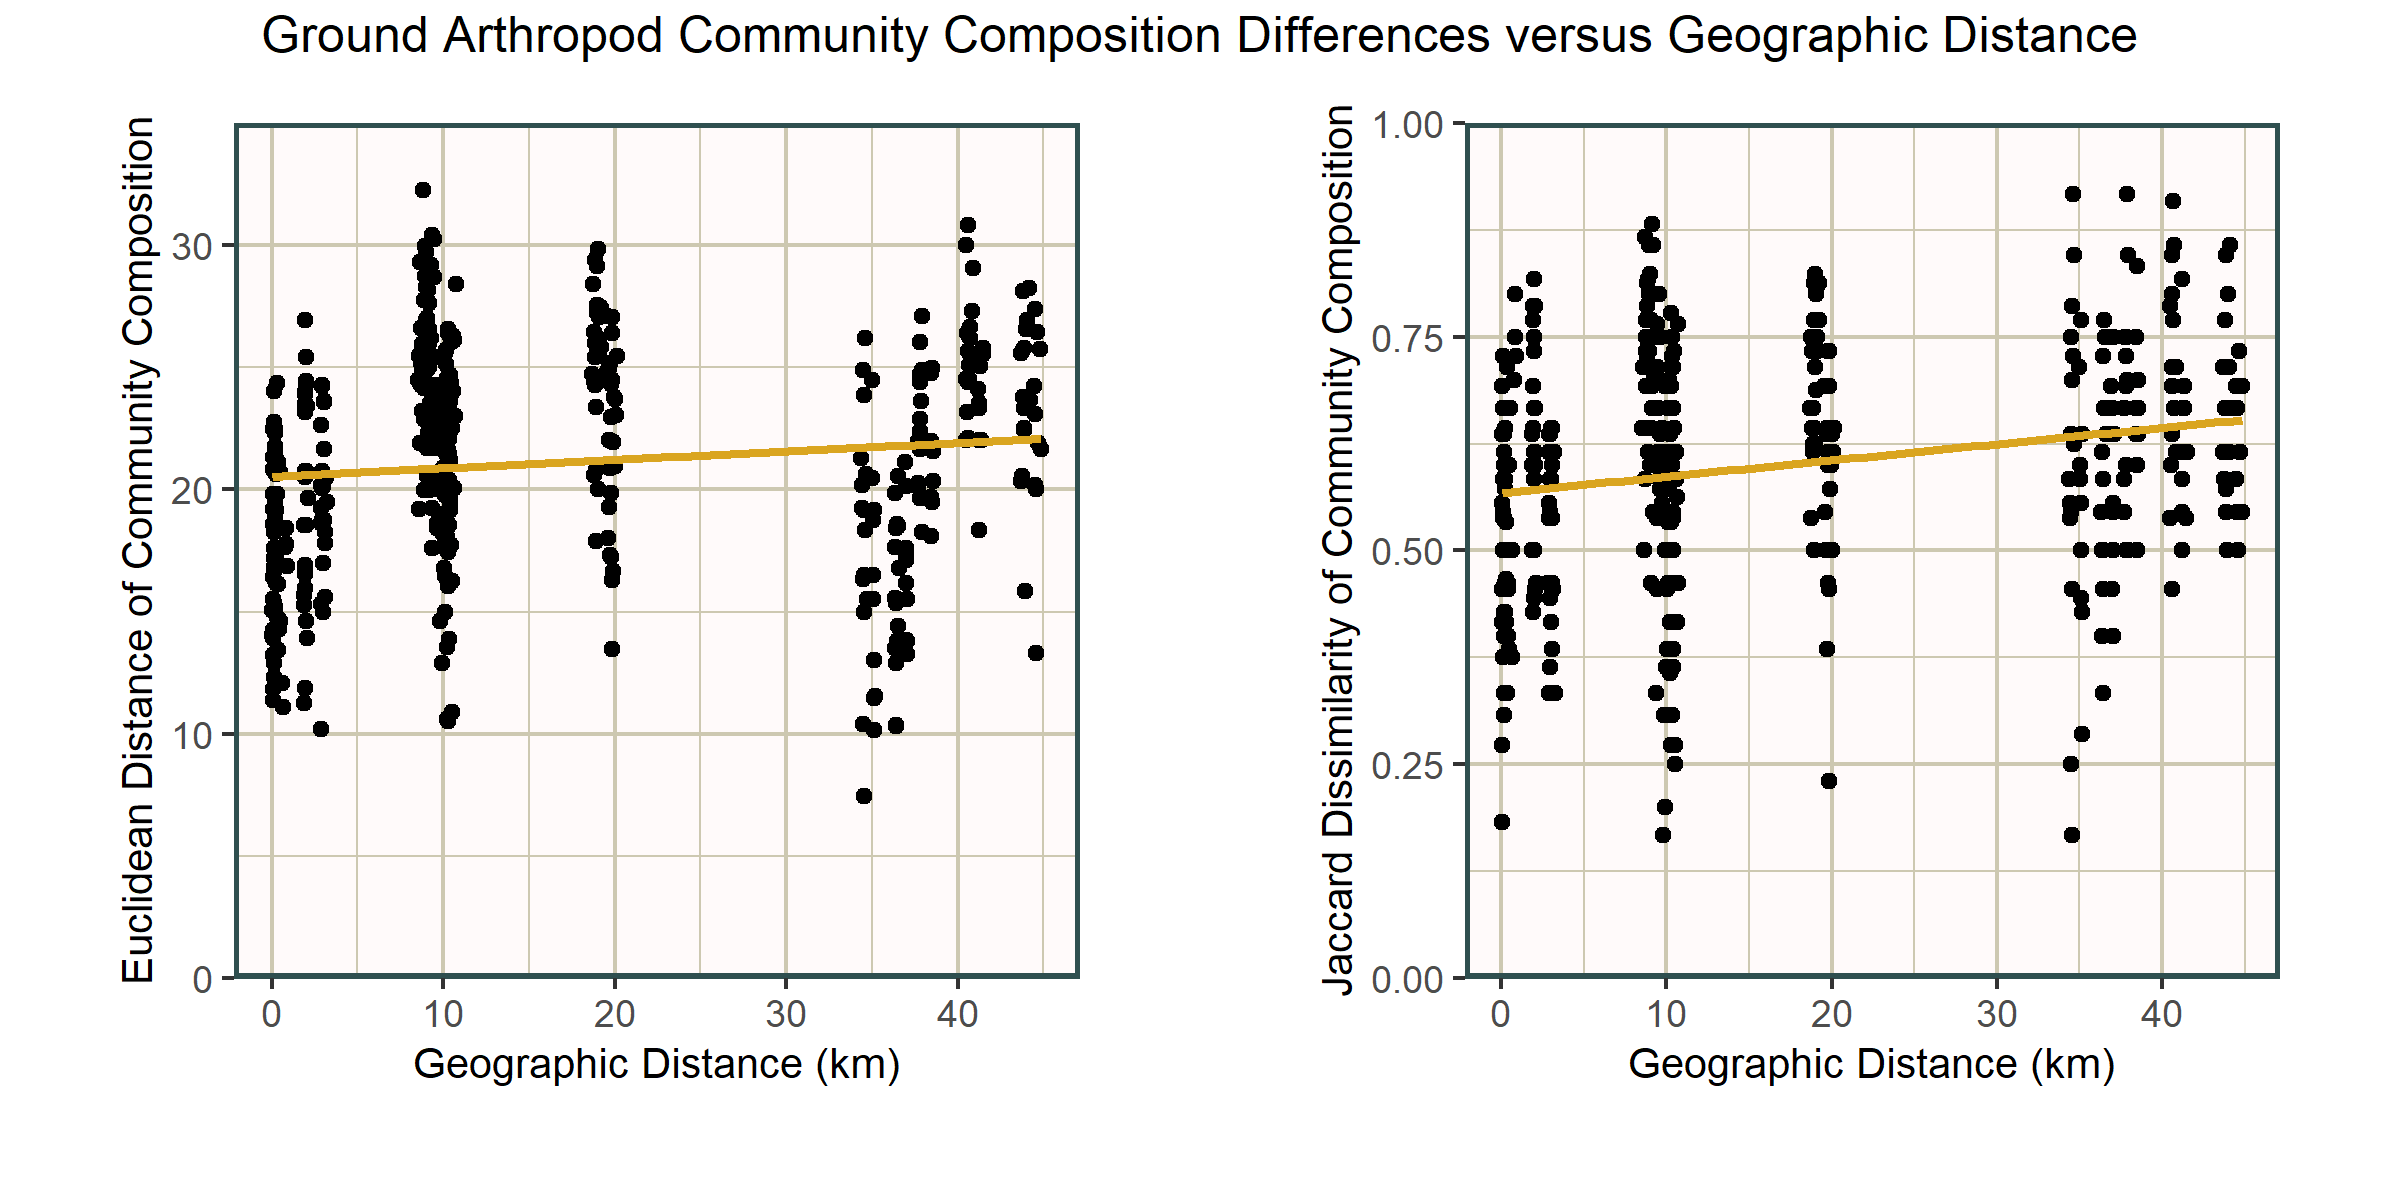 Ground Arthropod Community Composition Differences versus Geographic Distance
Euclidean Distance of Community Composition
30
20
10
0
0 10 20 30 40
Geographic Distance (km)
Jaccard Dissimilarity of Community Composition
1.00
0.75
0.50
0.25
0.00
0 10 20 30 40
Geographic Distance (km)